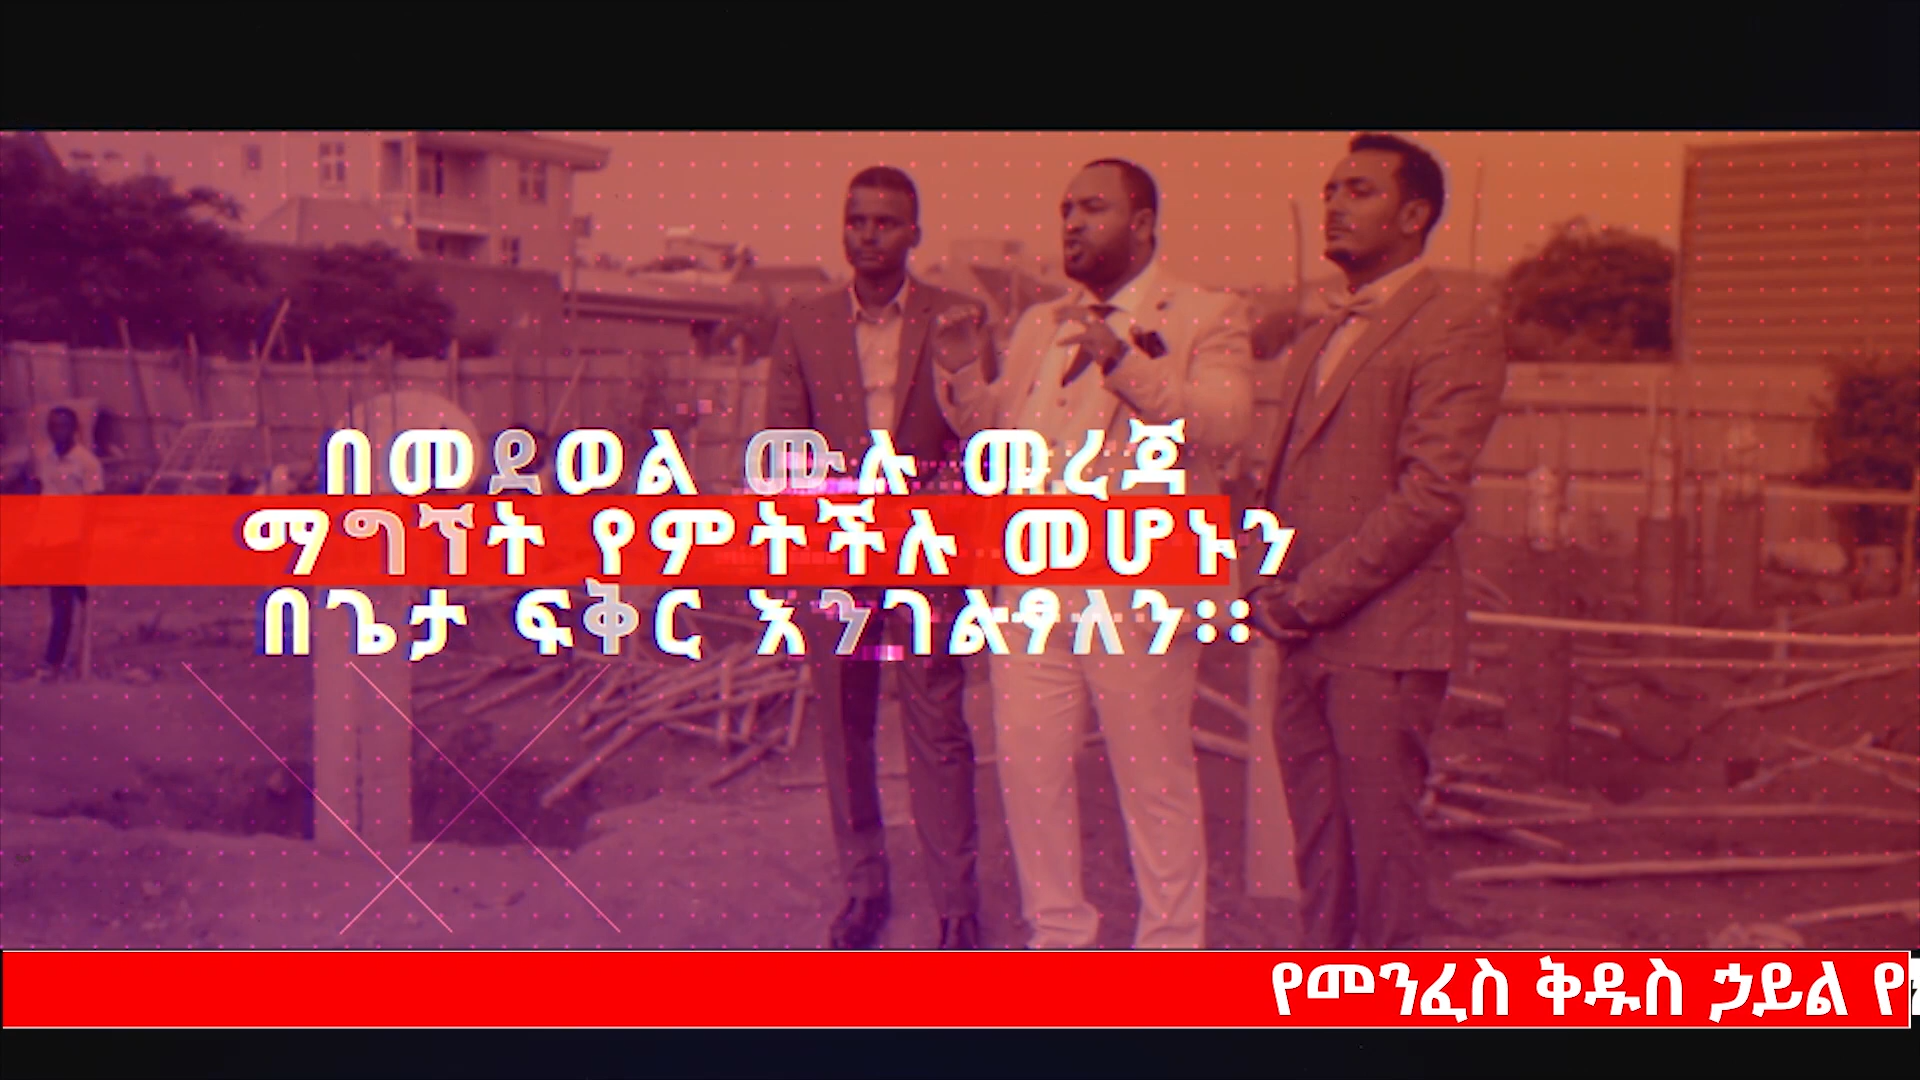 በመደወል ሙሉ መረጃ
ማግኘት የምትችሉ መሆኑን
በጌታ ፍቅር እንገልፃለን፡፡
የመንፈስ ቅዱስ ኃይል